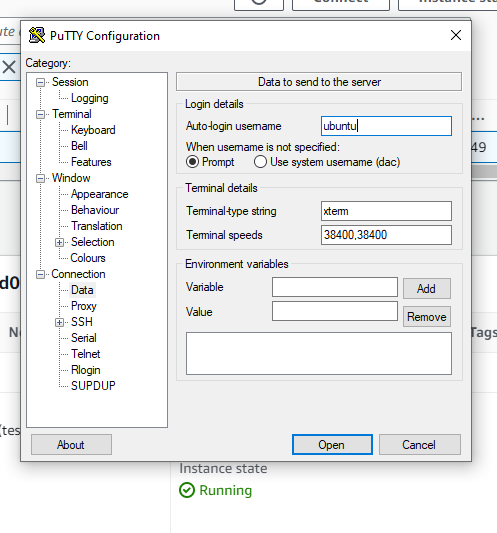 Connect
Instance sta
PuTTY Configuration
Category:
Session
Logging
Terminal
Keyboard
Bell
Features
Window
Appearance
Behaviour
Translation
Selection
Colours
Connection
Data
Proxy
SSH
Serial
Telnet
Rlogin
SUPDUP
Data to send to the server
Login details
Auto-login username
ubuntu
When username is not specified:
Prompt
Use system username (dac)
Terminal details
Terminal-type string
xterm
Terminal speeds
38400,38400
Environment variables
Variable
Add
Value
Remove
About
Open
Cancel
...
49
d0
Ne
Tags
(tes
Instance state
Running